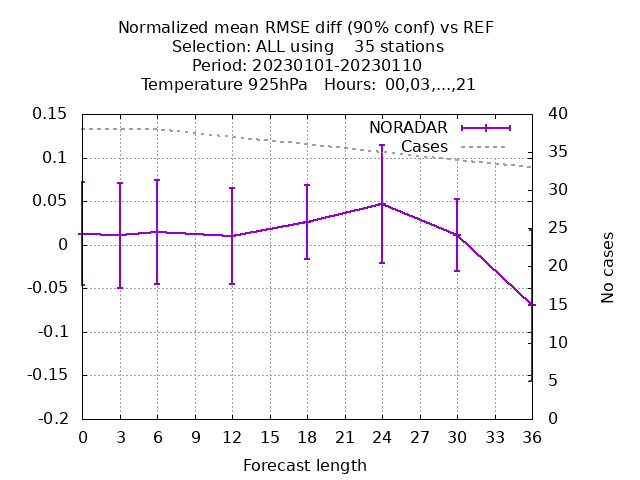 Normalized mean RMSE diff (90% conf) vs REF
Selection: ALL using    35 stations
Period: 20230101-20230110
Temperature 925hPa   Hours: 00,03,...,21
NORADAR
Cases
0.15
0.1
0.05
0
-0.05
-0.1
-0.15
-0.2
40
35
30
25
20
15
10
5
0
No cases
0 3 6 9 12 15 18 21 24 27 30 33 36
Forecast length